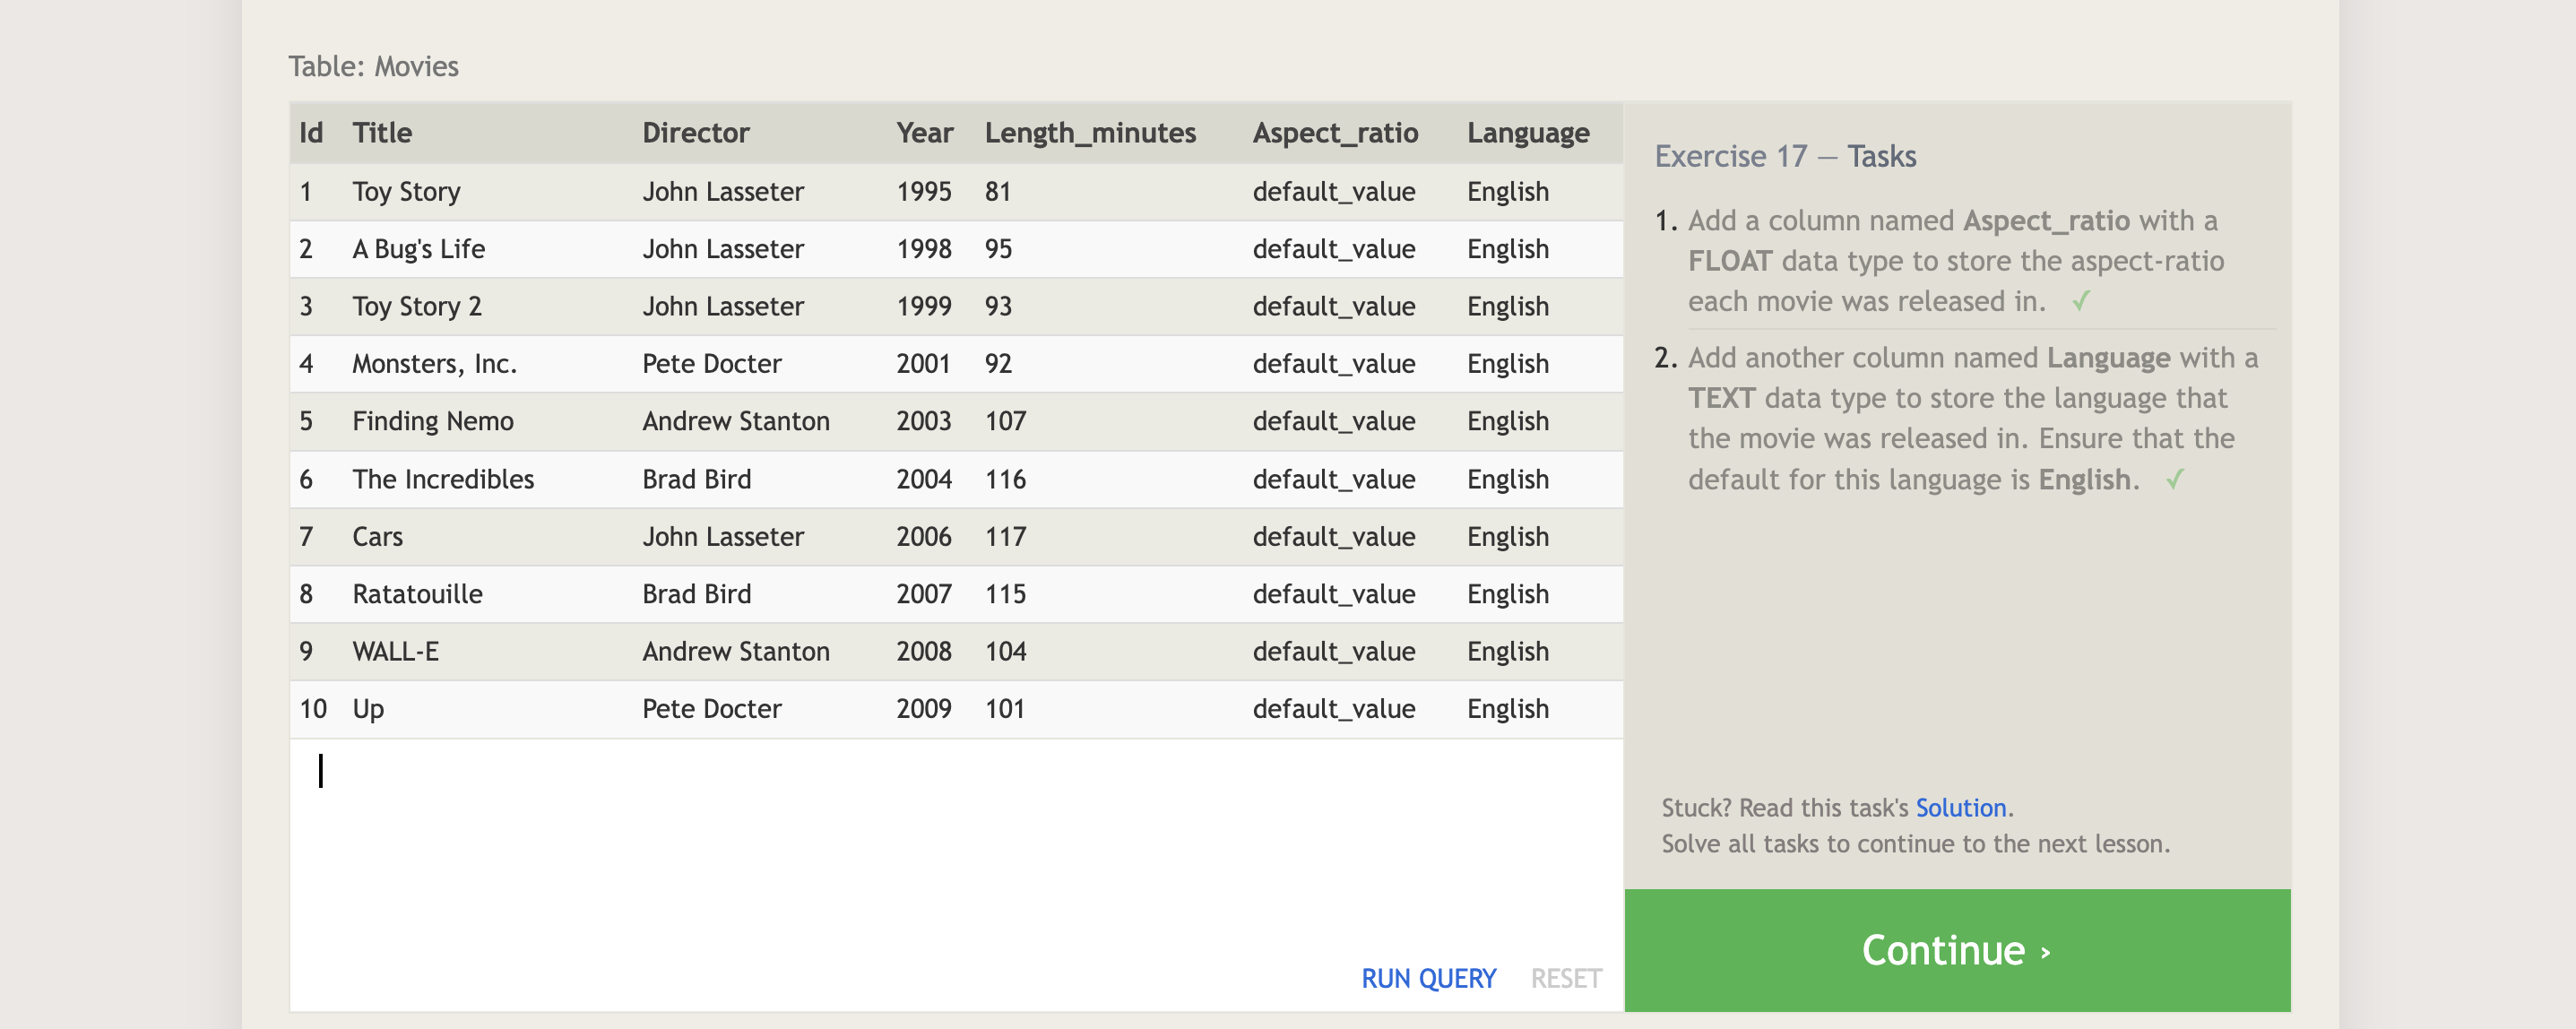 Table: Movies
Id Title Director Year Length_minutes Aspect_ratio Language
1 Toy Story John Lasseter 1995 81 default_value English
2 A Bug's Life John Lasseter 1998 95 default_value English
3 Toy Story 2 John Lasseter 1999 93 default_value English
4 Monsters, Inc. Pete Docter 2001 92 default_value English
5 Finding Nemo Andrew Stanton 2003 107 default_value English
6 The Incredibles Brad Bird 2004 116 default_value English
7 Cars John Lasseter 2006 117 default_value English
8 Ratatouille Brad Bird 2007 115 default_value English
9 WALL-E Andrew Stanton 2008 104 default_value English
10 Up Pete Docter 2009 101 default_value English
RUN QUERY RESET
Exercise 17 — Tasks
1. Add a column named Aspect_ratio with a
FLOAT data type to store the aspect-ratio
each movie was released in. ✓
2. Add another column named Language with a
TEXT data type to store the language that
the movie was released in. Ensure that the
default for this language is English. ✓
Stuck? Read this task's Solution.
Solve all tasks to continue to the next lesson.
Continue ›